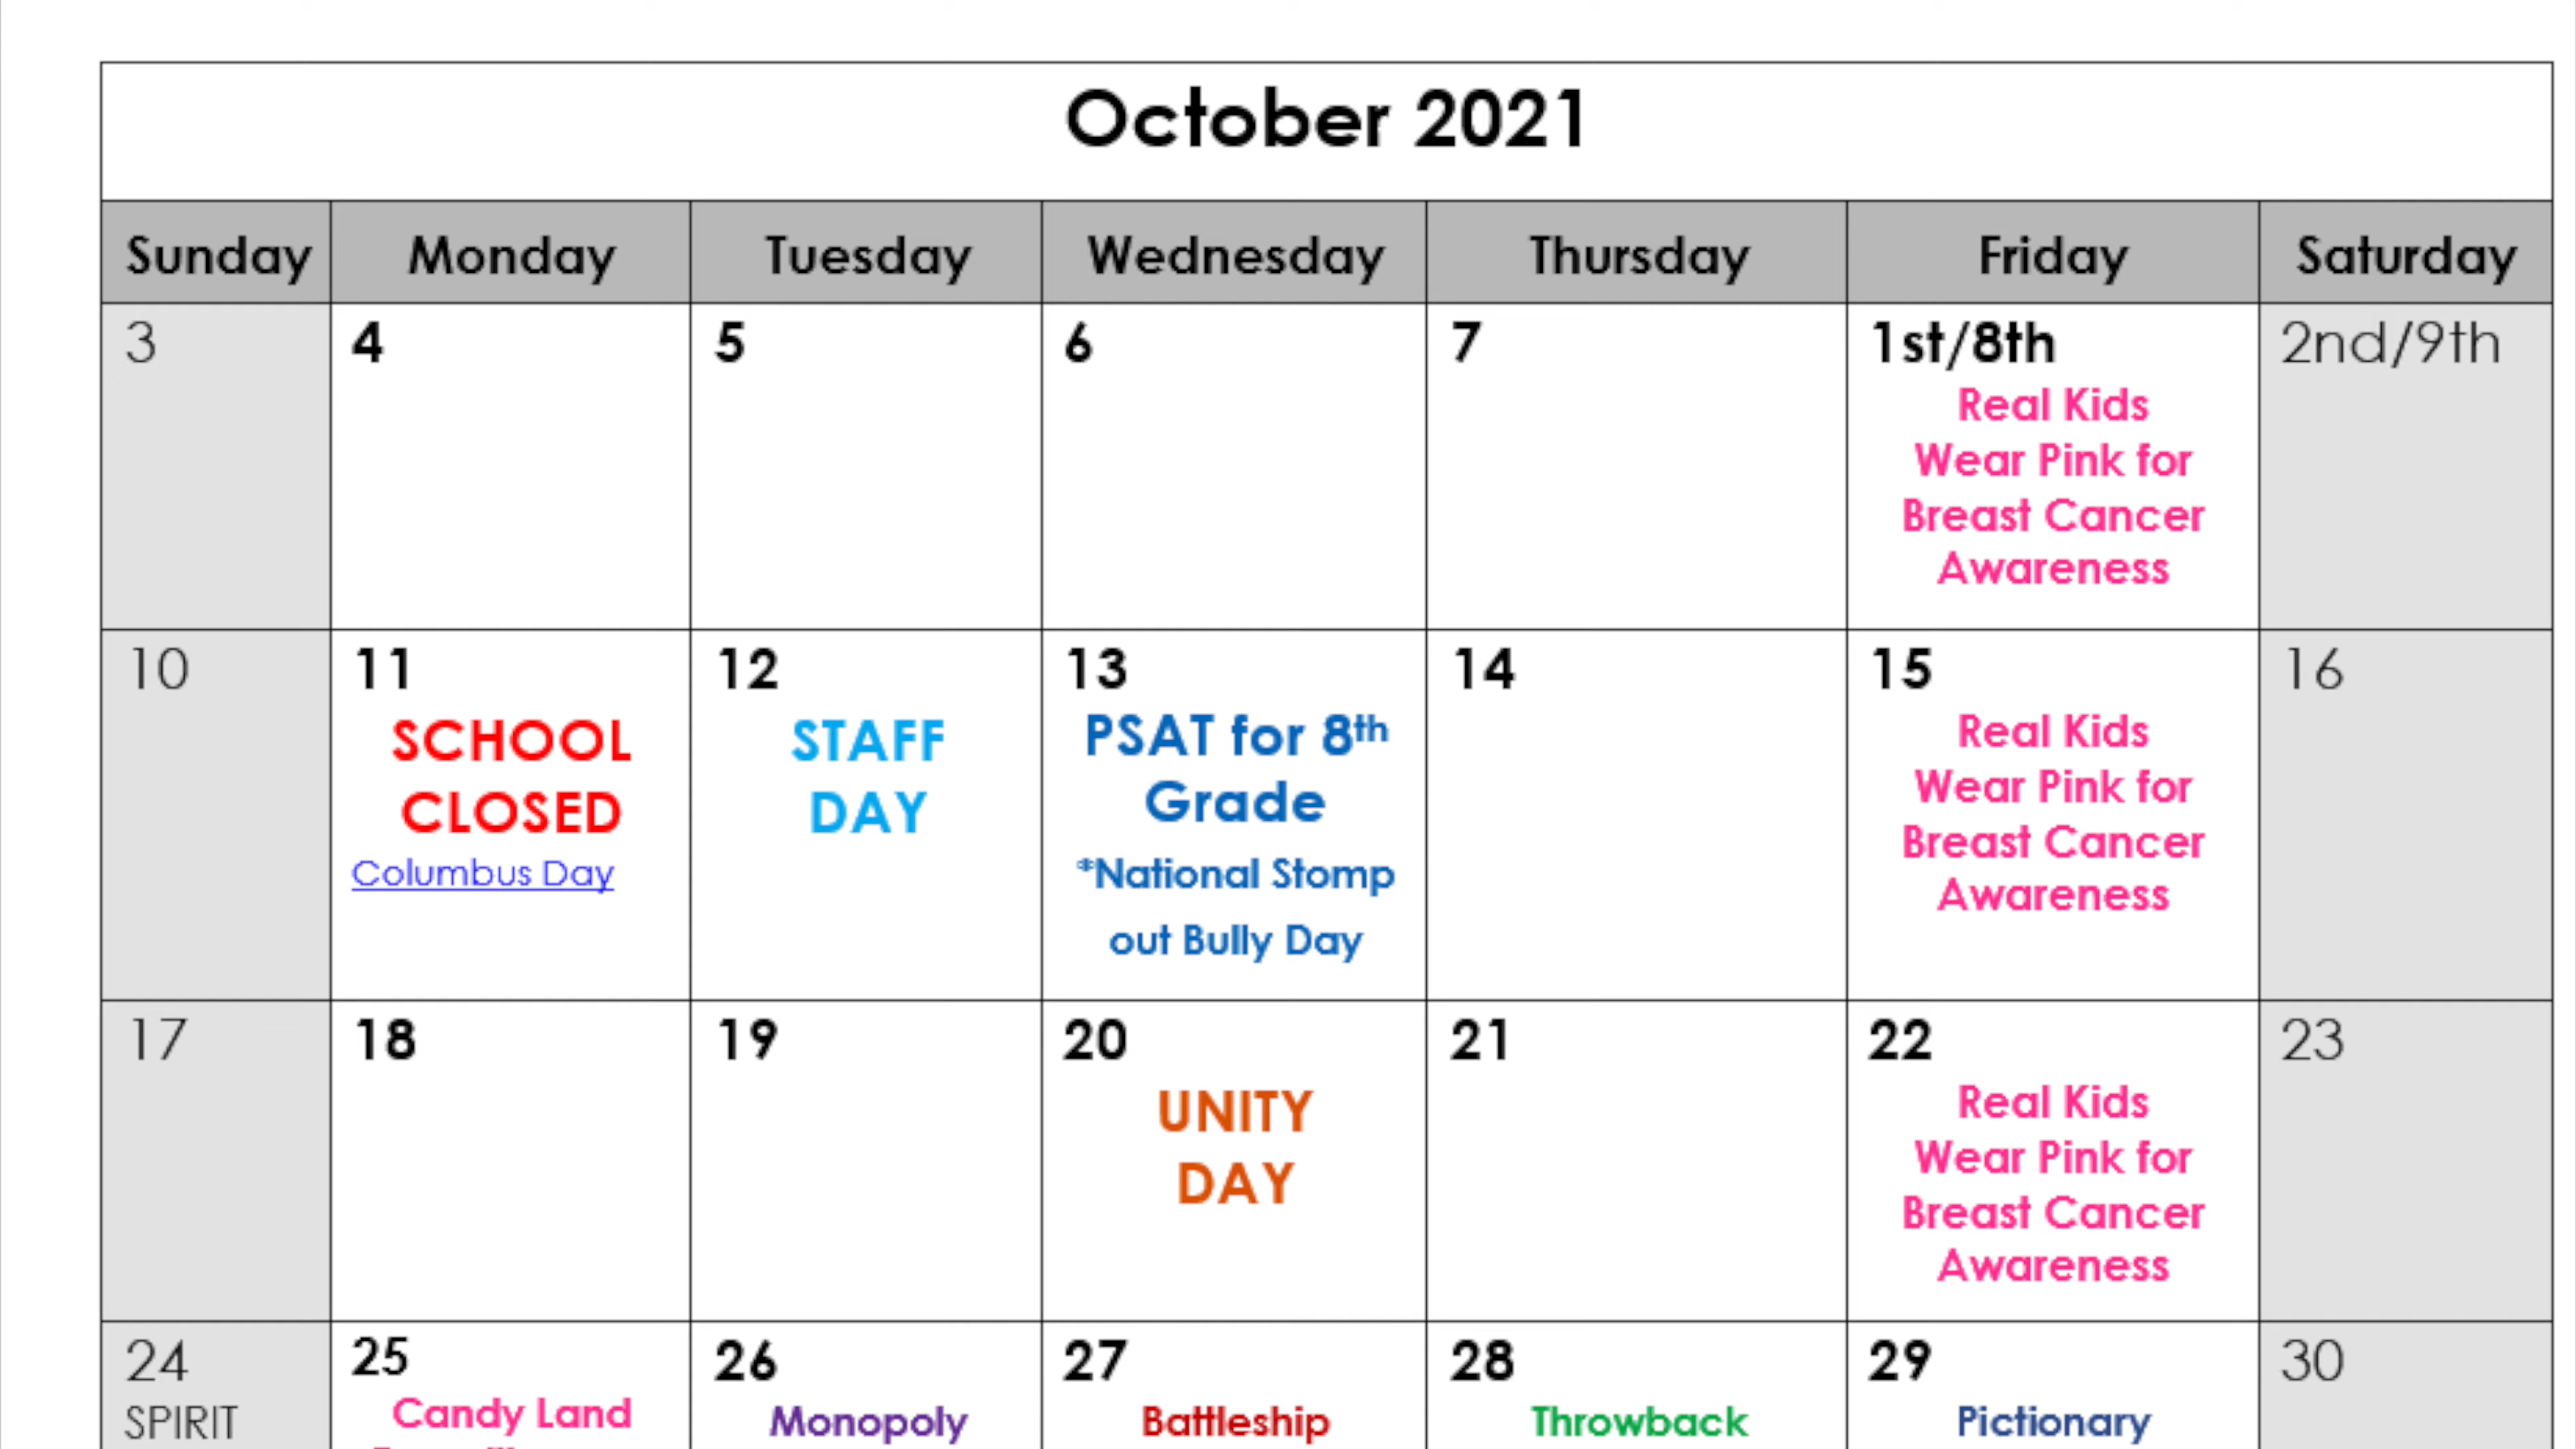 October 2021
Sunday Monday Tuesday Wednesday Thursday Friday Saturday
3 4 5 6 7 1st/8th 2nd/9th
Real Kids
Wear Pink for
Breast Cancer
Awareness
10 11 12 13 14 15 16
SCHOOL
CLOSED
Columbus Day
STAFF
DAY
PSAT for 8th
Grade
*National Stomp
out Bully Day
Real Kids
Wear Pink for
Breast Cancer
Awareness
17 18 19 20 21 22 23
UNITY
DAY
Real Kids
Wear Pink for
Breast Cancer
Awareness
24 25 26 27 28 29 30
SPIRIT Candy Land Monopoly Battleship Throwback Pictionary